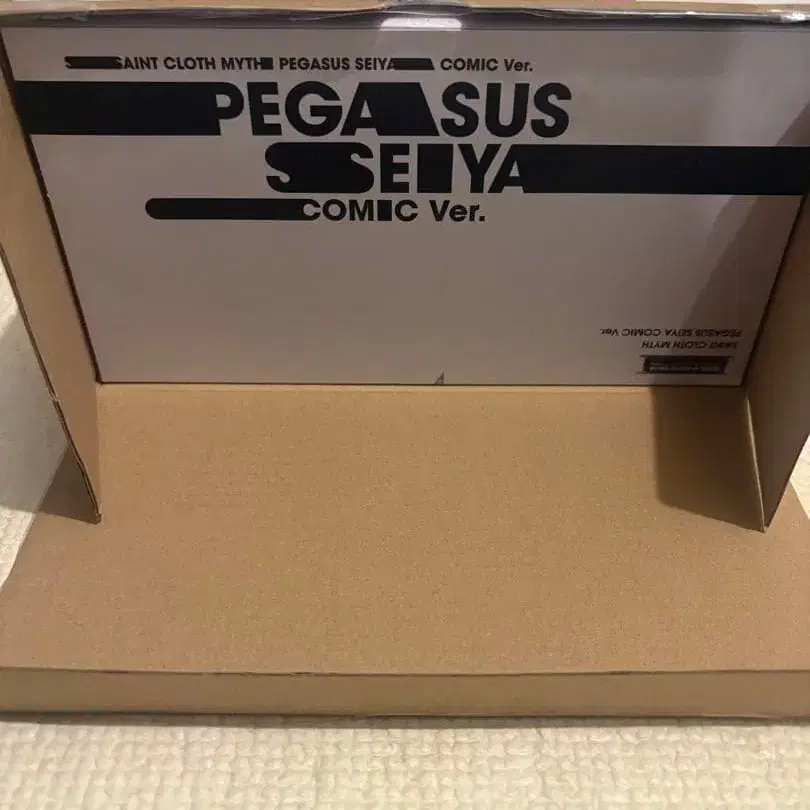 SAINT CLOTH MYTH PEGASUS SEIYA COMIC Ver.
PEGASUS
SEIYA
COMIC Ver.
SAINT CLOTH MYTH
PEGASUS SEIYA COMIC Ver.